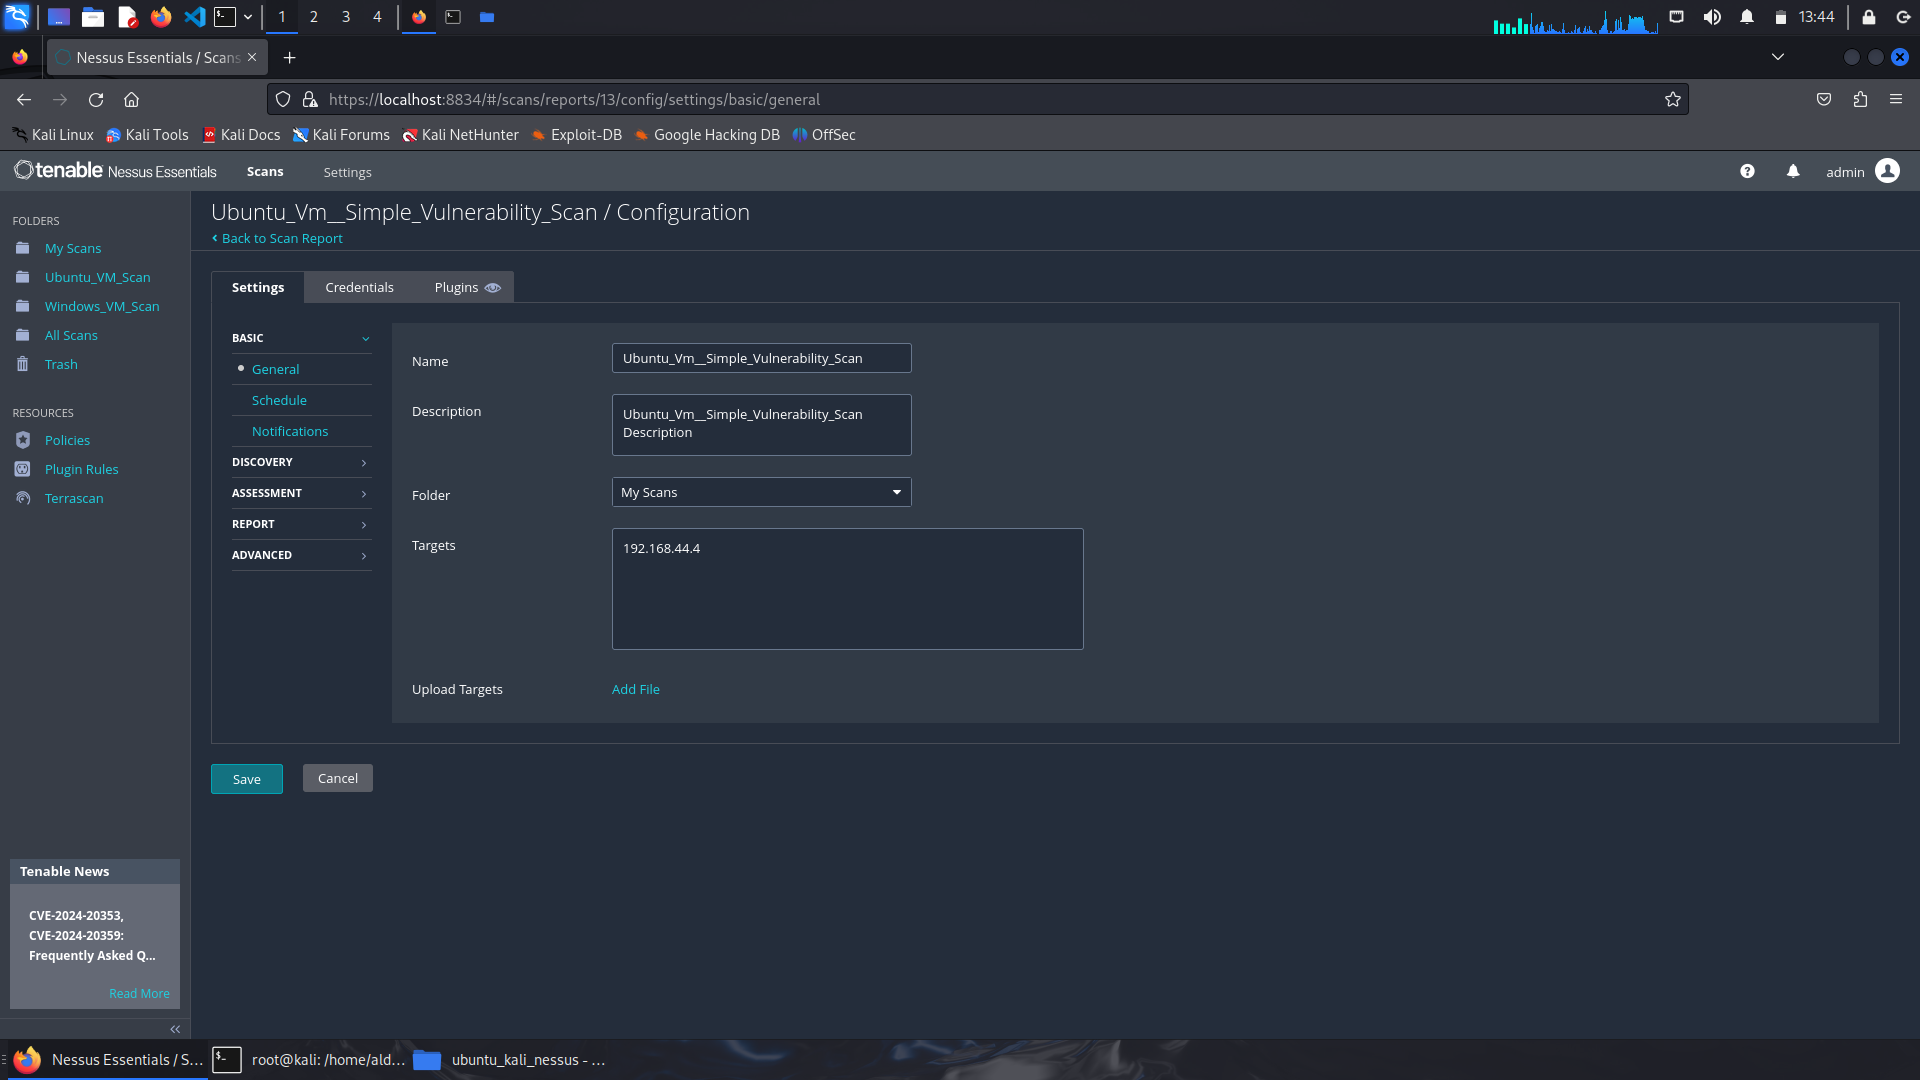 1
2
3
4
13:44
Nessus Essentials / Scans
https://localhost:8834/#/scans/reports/13/config/settings/basic/general
Kali Linux
Kali Tools
Kali Docs
Kali Forums
Kali NetHunter
Exploit-DB
Google Hacking DB
OffSec
tenable Nessus Essentials
Scans
Settings
admin
FOLDERS
My Scans
Ubuntu_VM_Scan
Windows_VM_Scan
All Scans
Trash
RESOURCES
Policies
Plugin Rules
Terrascan
Tenable News
CVE-2024-20353,
CVE-2024-20359:
Frequently Asked Q...
Read More
Ubuntu_Vm__Simple_Vulnerability_Scan / Configuration
Back to Scan Report
Settings
Credentials
Plugins
BASIC
General
Schedule
Notifications
DISCOVERY
ASSESSMENT
REPORT
ADVANCED
Name
Ubuntu_Vm__Simple_Vulnerability_Scan
Description
Ubuntu_Vm__Simple_Vulnerability_Scan
Description
Folder
My Scans
Targets
192.168.44.4
Upload Targets
Add File
Save
Cancel
Nessus Essentials / S...
root@kali: /home/ald...
ubuntu_kali_nessus - ...